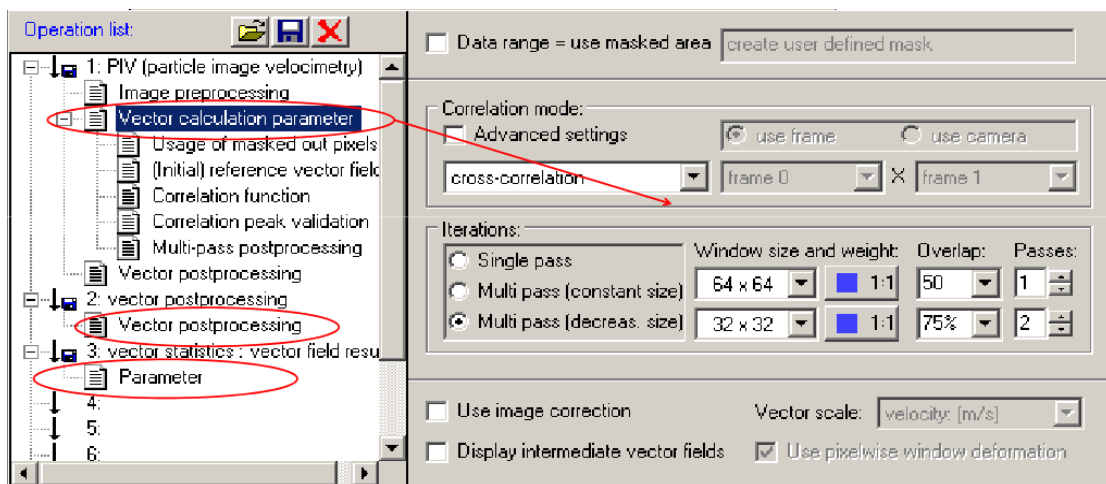 Operation list:
1: PIV (particle image velocimetry)
Image preprocessing
Vector calculation parameter
Usage of masked out pixels
(Initial) reference vector field
Correlation function
Correlation peak validation
Multi-pass postprocessing
Vector postprocessing
2: vector postprocessing
Vector postprocessing
3: vector statistics : vector field resu
Parameter
4:
5:
6:
Data range = use masked area create user defined mask
Correlation mode:
Advanced settings use frame use camera
cross-correlation frame 0 X frame 1
Iterations:
Window size and weight: Overlap: Passes:
Single pass
64 x 64 1:1 50 1
Multi pass (constant size)
Multi pass (decreas. size) 32 x 32 1:1 75% 2
Use image correction Vector scale: velocity: [m/s]
Display intermediate vector fields Use pixelwise window deformation